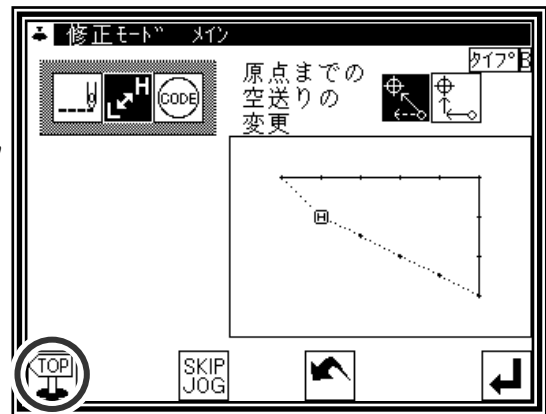 修正モード メイン
タイプB
L H
CODE
原点までの
空送りの
変更
H
TOP
SKIP
JOG